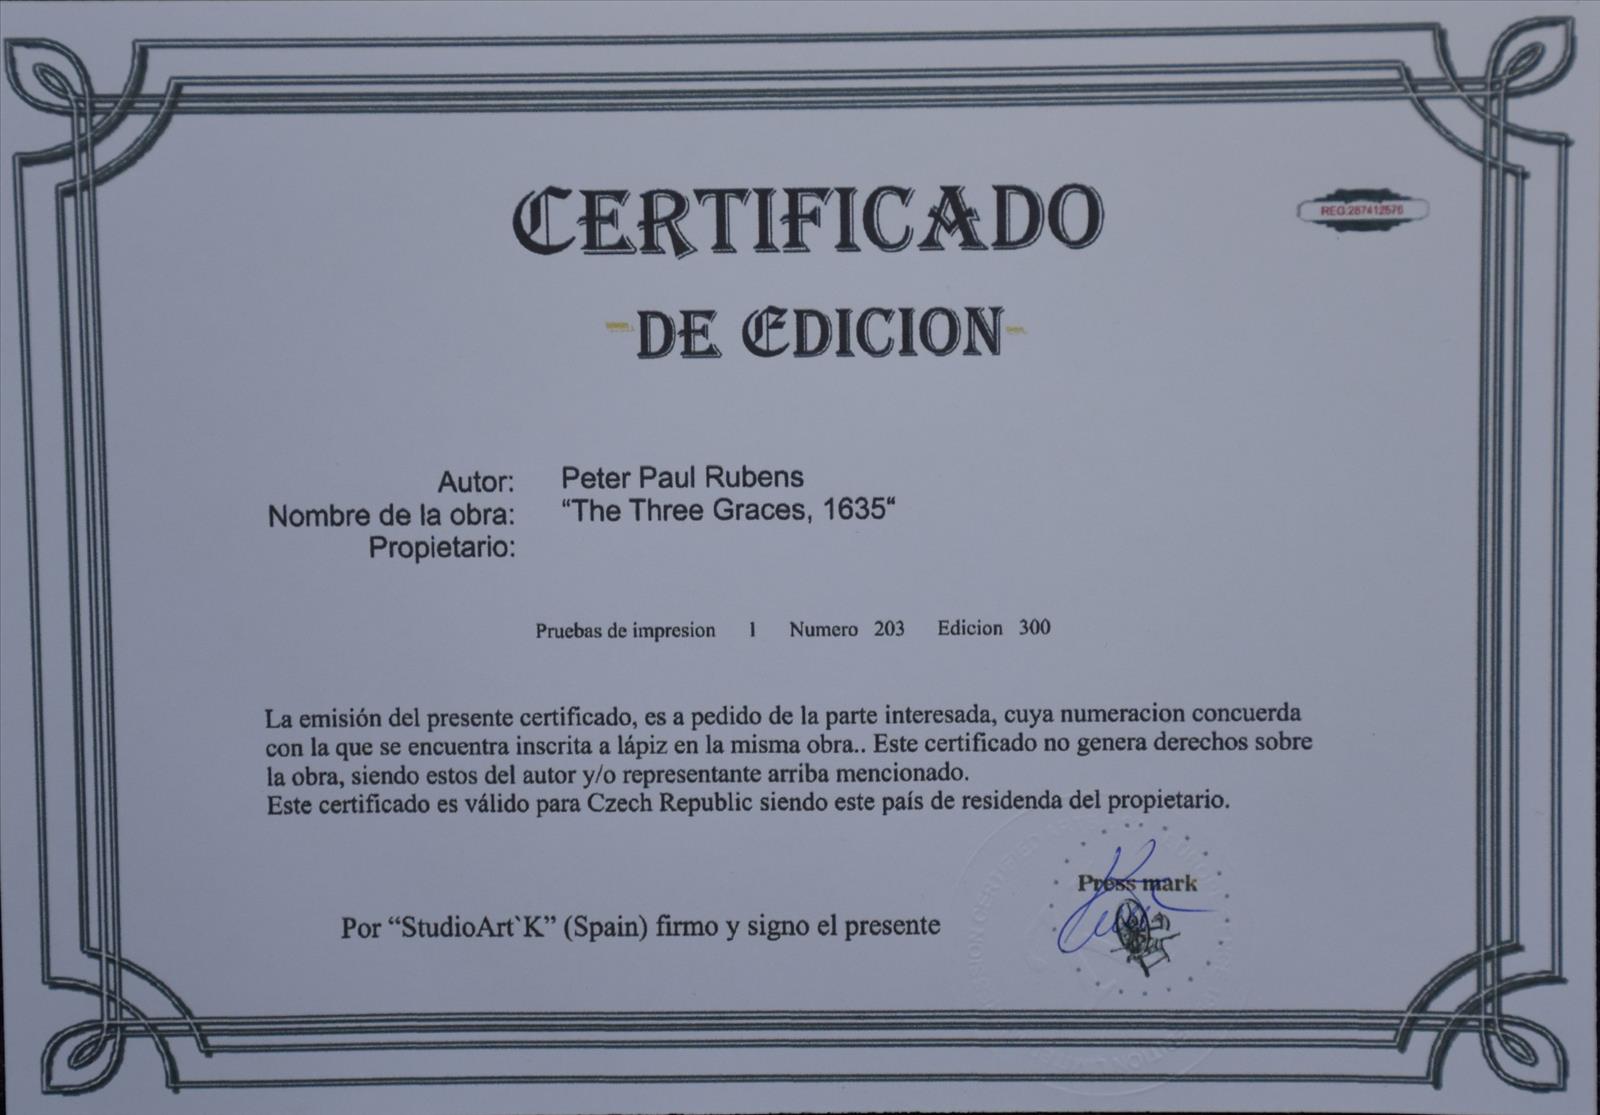 CERTIFICADO
REG:287412576
DE EDICION
Autor: Peter Paul Rubens
Nombre de la obra: “The Three Graces, 1635“
Propietario:
Pruebas de impresion 1 Numero 203 Edicion 300
La emisión del presente certificado, es a pedido de la parte interesada, cuya numeracion concuerda
con la que se encuentra inscrita a lápiz en la misma obra.. Este certificado no genera derechos sobre
la obra, siendo estos del autor y/o representante arriba mencionado.
Este certificado es válido para Czech Republic siendo este país de residenda del propietario.
Press mark
Por “StudioArt`K” (Spain) firmo y signo el presente